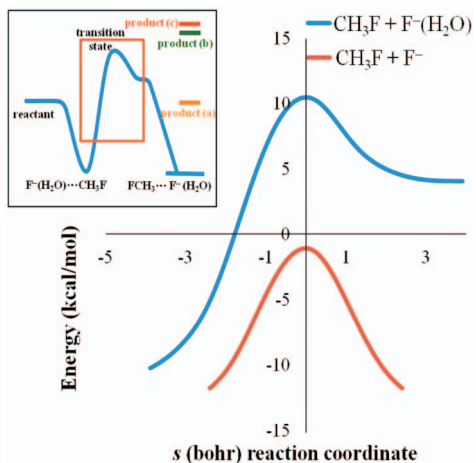 product (c)
transition
state
product (b)
reactant
product (a)
F⁻(H₂O)···CH₃F
FCH₃···F⁻(H₂O)
CH₃F + F⁻(H₂O)
CH₃F + F⁻
15
10
5
0
-5
-3
-1
1
3
-5
-10
-15
Energy (kcal/mol)
s (bohr) reaction coordinate